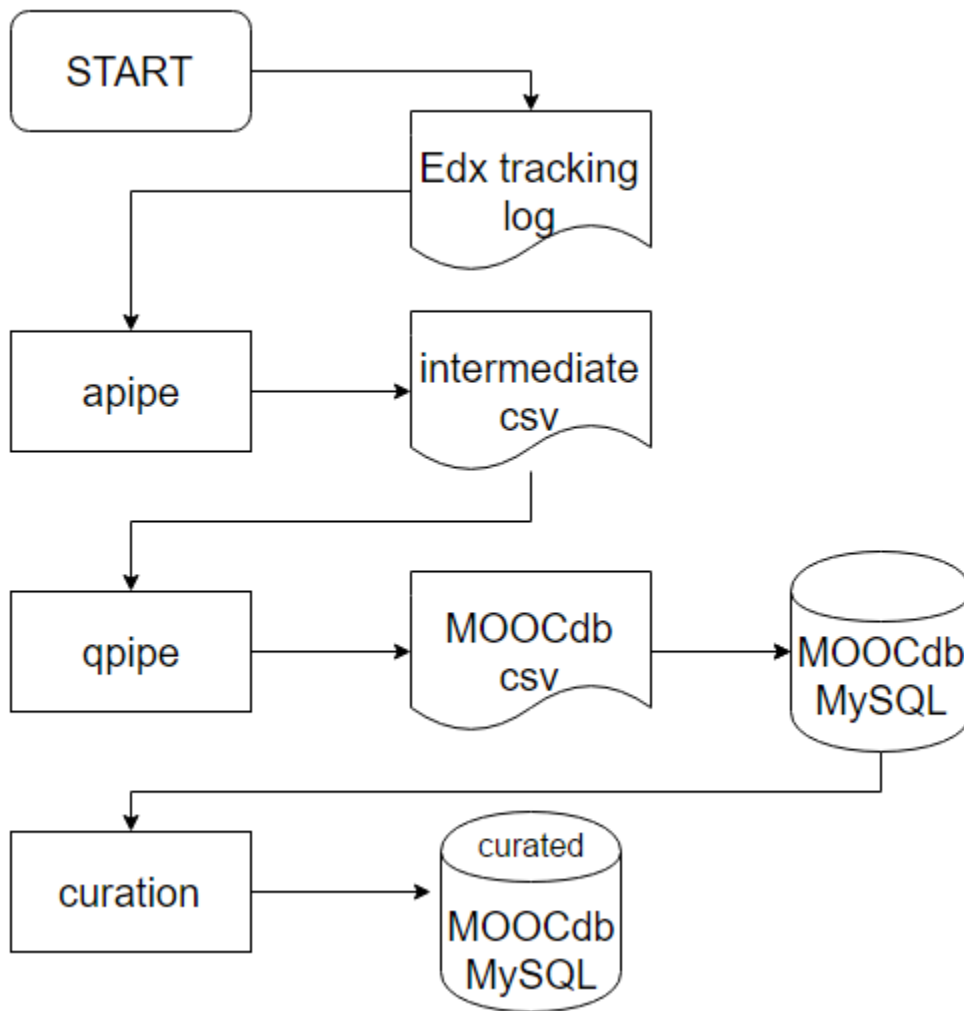 START
Edx tracking
log
apipe
intermediate
csv
qpipe
MOOCdb
csv
MOOCdb
MySQL
curation
curated
MOOCdb
MySQL